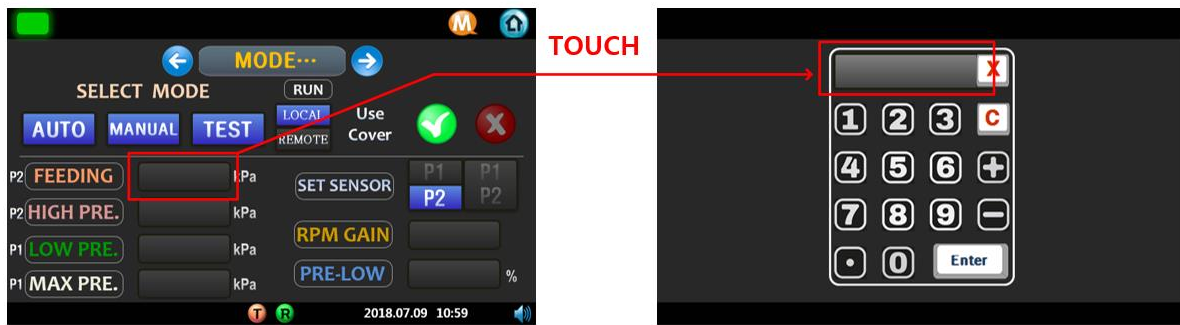 M
MODE···
SELECT MODE
RUN
AUTO
MANUAL
TEST
LOCAL
REMOTE
Use
Cover
P2 FEEDING kPa
P2 HIGH PRE. kPa
P1 LOW PRE. kPa
P1 MAX PRE. kPa
SET SENSOR
P1
P2
P1
P2
RPM GAIN
PRE-LOW %
T R 2018.07.09 10:59
TOUCH
X
1 2 3 C
4 5 6 +
7 8 9 −
. 0 Enter